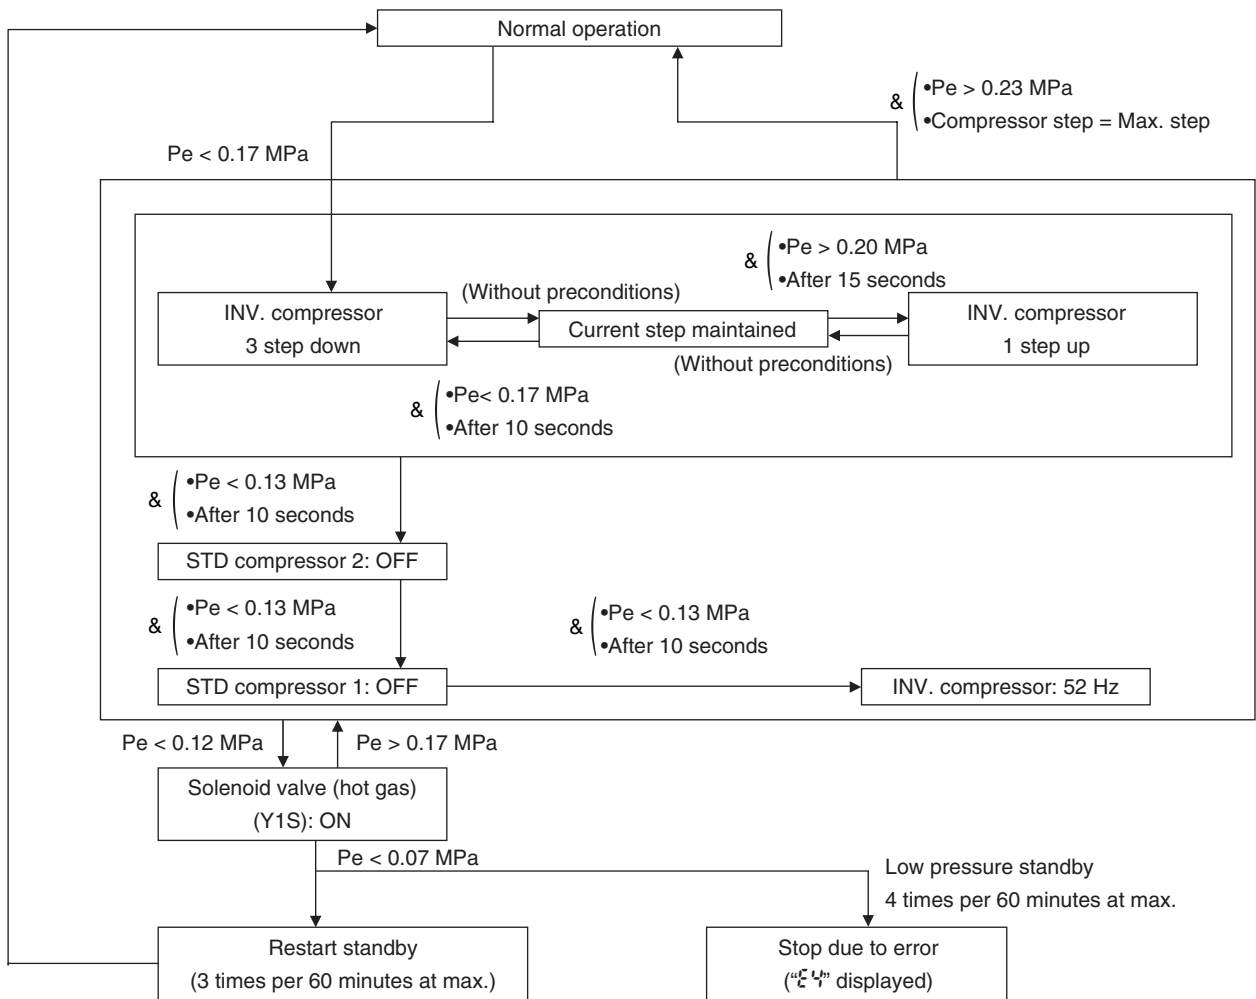 Normal operation
&
•Pe > 0.23 MPa
•Compressor step = Max. step
Pe < 0.17 MPa
&
•Pe > 0.20 MPa
•After 15 seconds
(Without preconditions)
INV. compressor
3 step down
Current step maintained
INV. compressor
1 step up
(Without preconditions)
&
•Pe< 0.17 MPa
•After 10 seconds
&
•Pe < 0.13 MPa
•After 10 seconds
STD compressor 2: OFF
&
•Pe < 0.13 MPa
•After 10 seconds
&
•Pe < 0.13 MPa
•After 10 seconds
STD compressor 1: OFF
INV. compressor: 52 Hz
Pe < 0.12 MPa
Pe > 0.17 MPa
Solenoid valve (hot gas)
(Y1S): ON
Pe < 0.07 MPa
Low pressure standby
4 times per 60 minutes at max.
Restart standby
(3 times per 60 minutes at max.)
Stop due to error
(“E4” displayed)